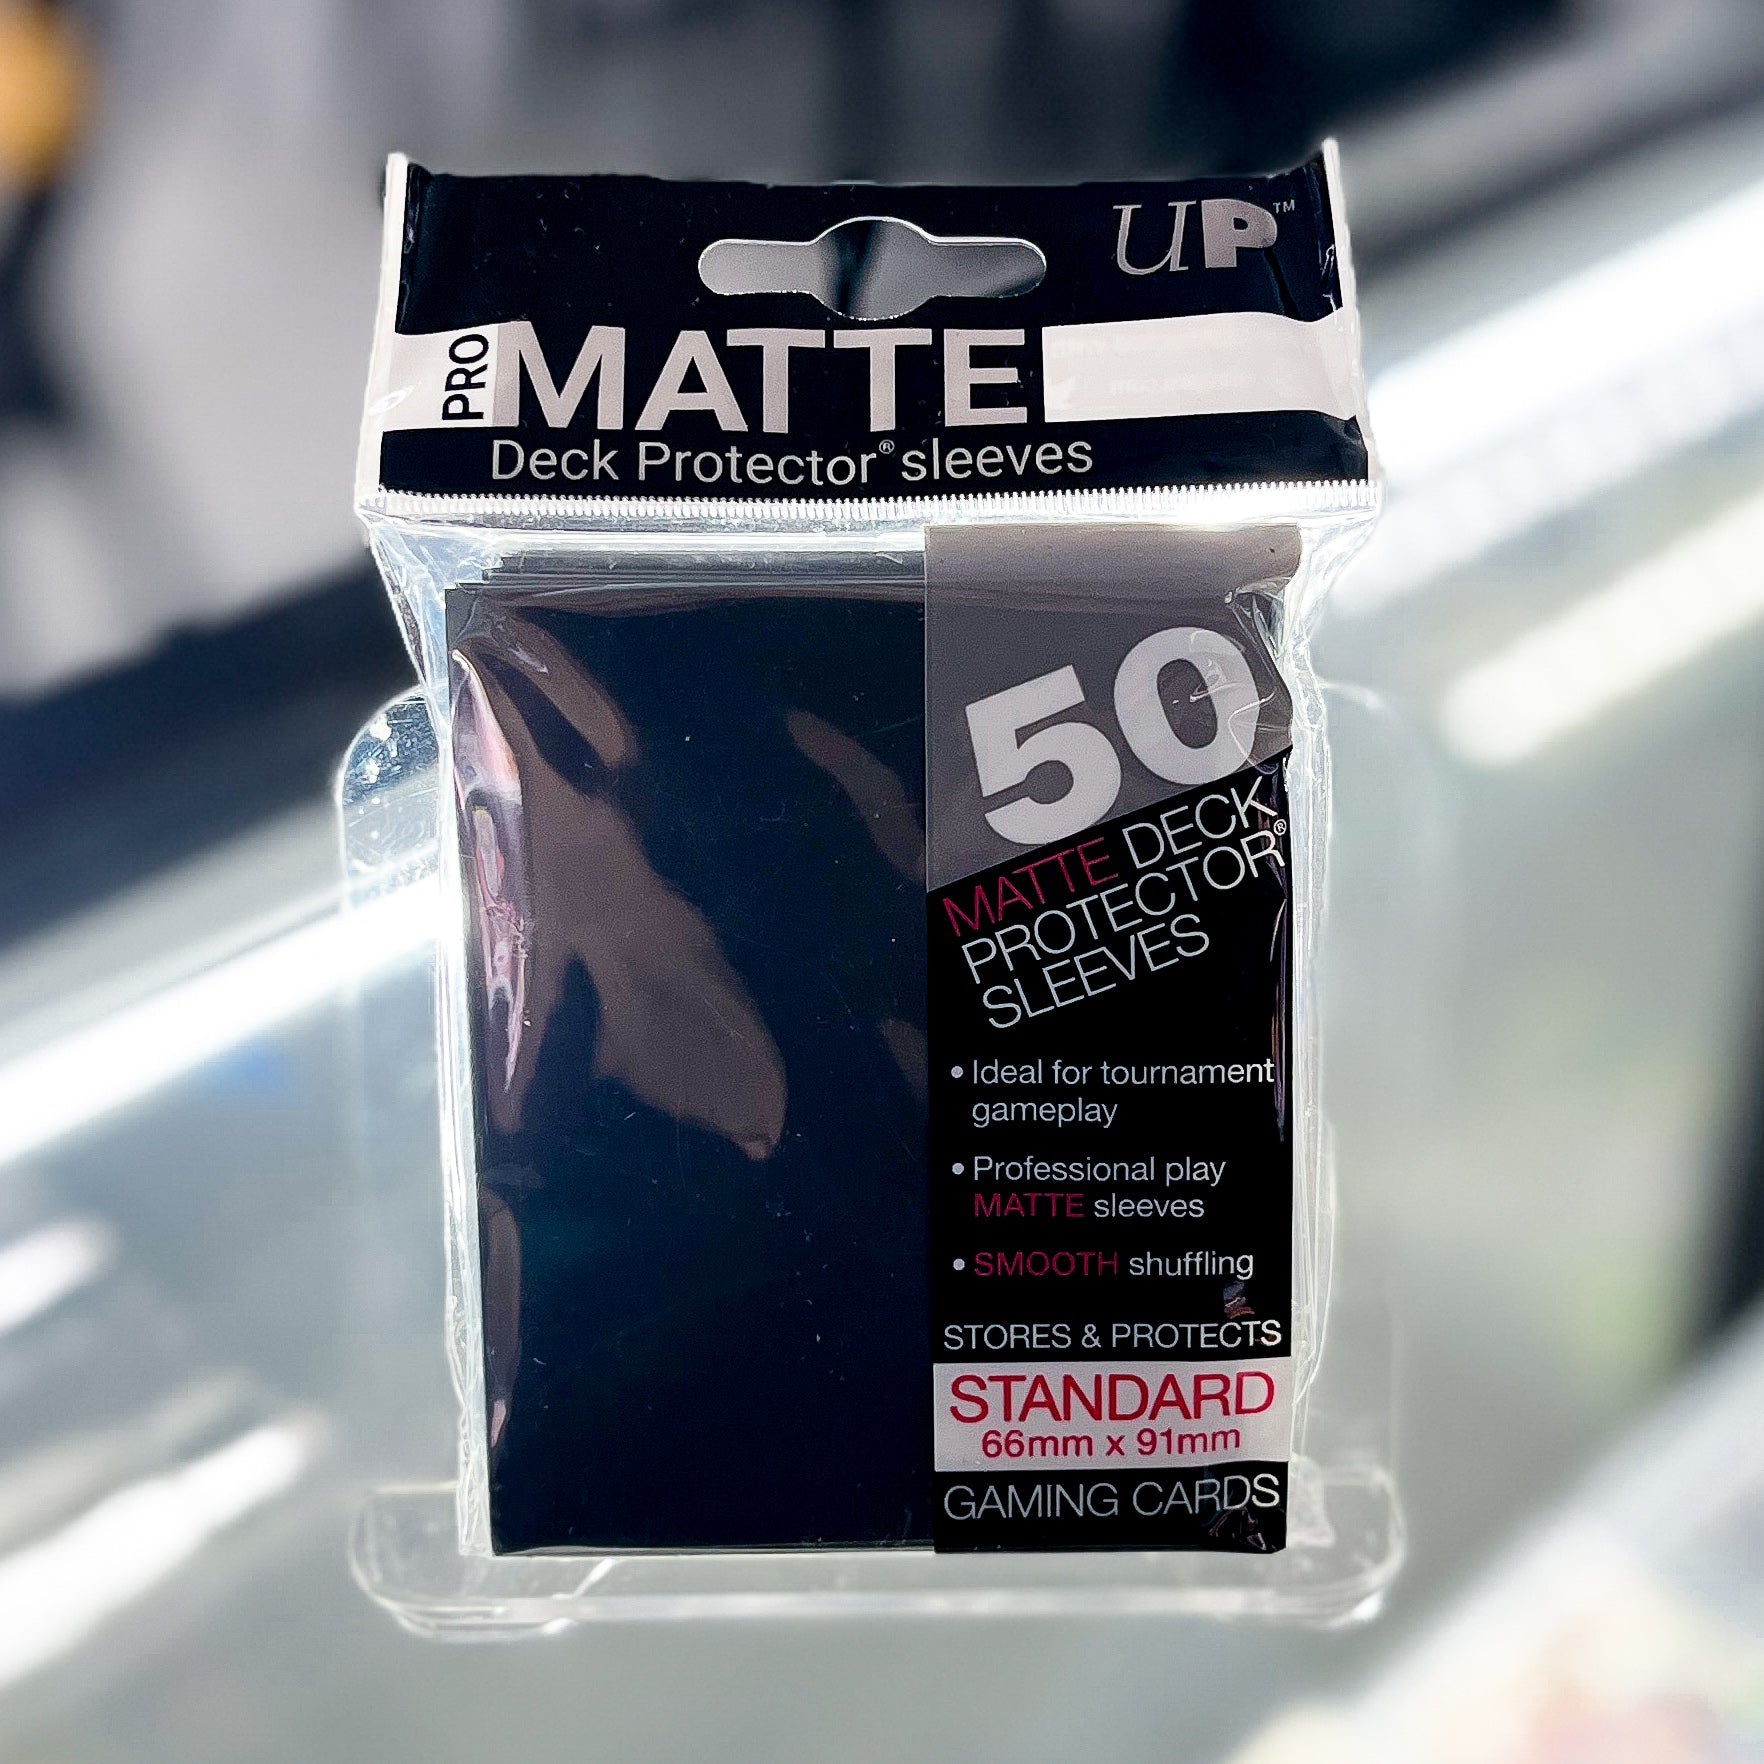 UP™
PRO
MATTE
Deck Protector® sleeves
50
MATTE DECK
PROTECTOR®
SLEEVES
• Ideal for tournament
gameplay
• Professional play
MATTE sleeves
• SMOOTH shuffling
STORES & PROTECTS
STANDARD
66mm x 91mm
GAMING CARDS